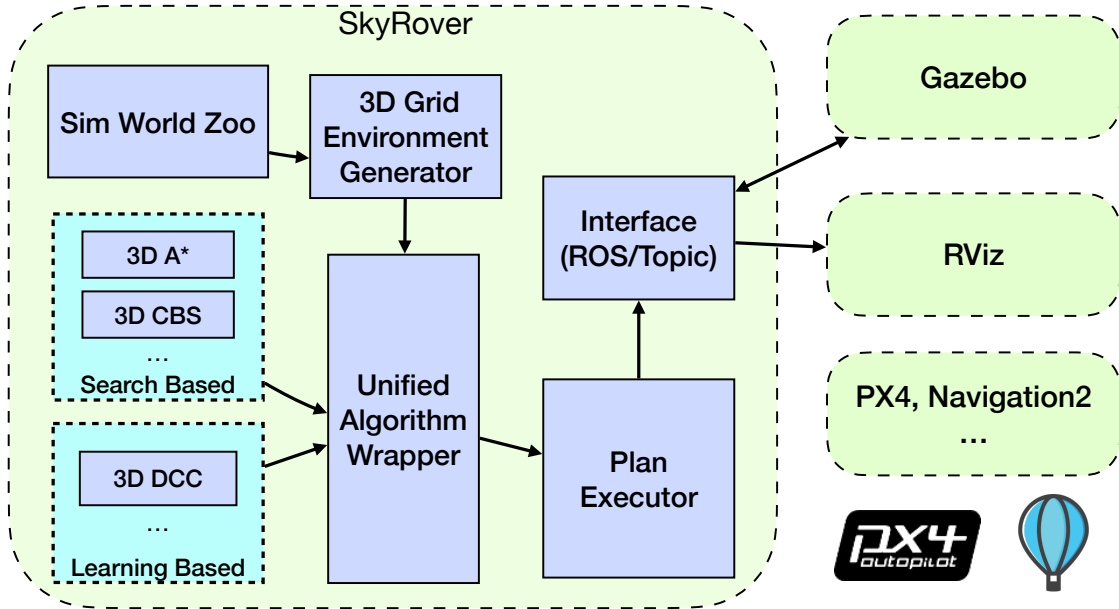 SkyRover
Sim World Zoo
3D Grid
Environment
Generator
3D A*
3D CBS
...
Search Based
3D DCC
...
Learning Based
Unified
Algorithm
Wrapper
Plan
Executor
Interface
(ROS/Topic)
Gazebo
RViz
PX4, Navigation2
...
px4
autopilot